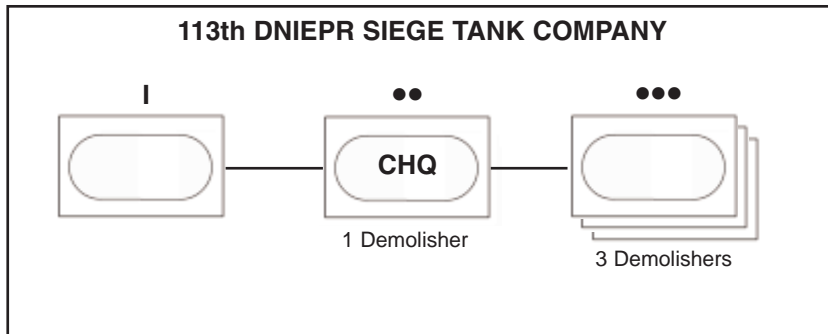 113th DNIEPR SIEGE TANK COMPANY
I
●●
●●●
CHQ
1 Demolisher
3 Demolishers